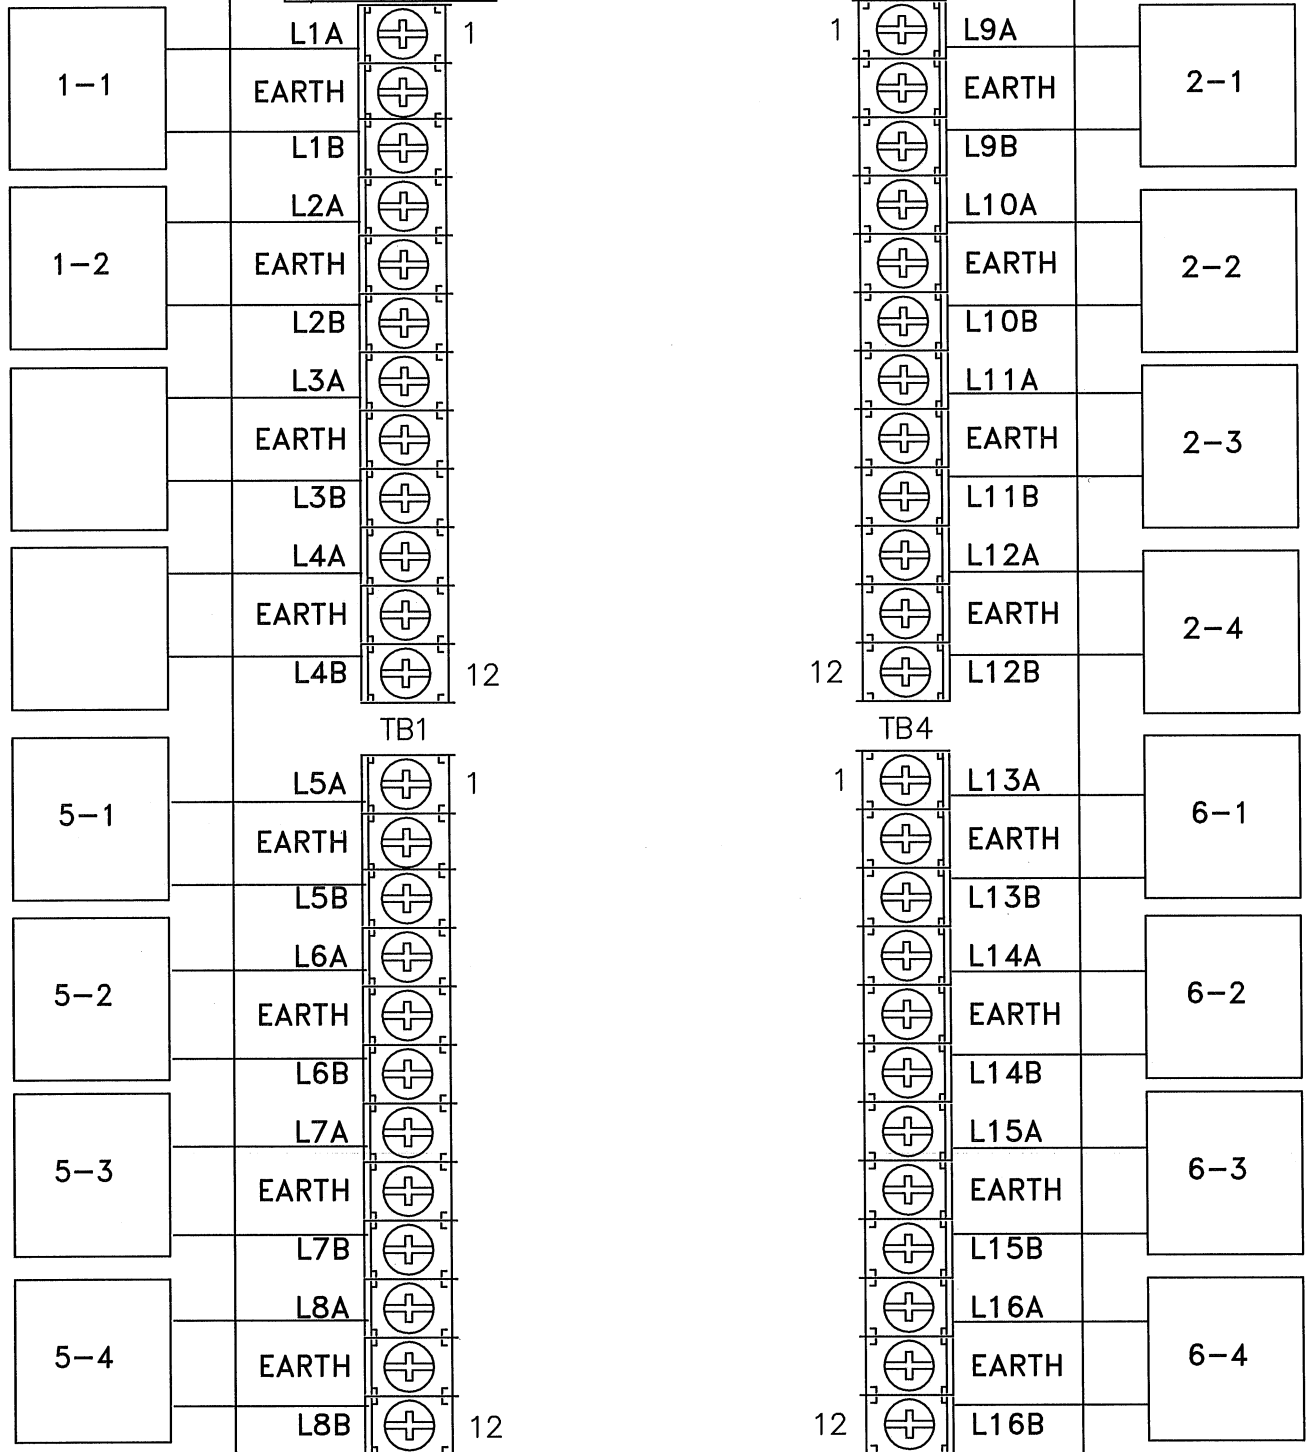 L1A 1
1-1
EARTH
L1B
L2A
1-2
EARTH
L2B
L3A
EARTH
L3B
L4A
EARTH
L4B 12
TB1
L5A 1
5-1
EARTH
L5B
L6A
5-2
EARTH
L6B
L7A
5-3
EARTH
L7B
L8A
5-4
EARTH
L8B 12
1 L9A
2-1
EARTH
L9B
L10A
2-2
EARTH
L10B
L11A
2-3
EARTH
L11B
L12A
2-4
EARTH
12 L12B
TB4
1 L13A
6-1
EARTH
L13B
L14A
6-2
EARTH
L14B
L15A
6-3
EARTH
L15B
L16A
6-4
EARTH
12 L16B